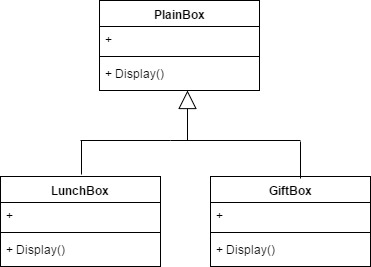 PlainBox
+
+ Display()
LunchBox
+
+ Display()
GiftBox
+
+ Display()